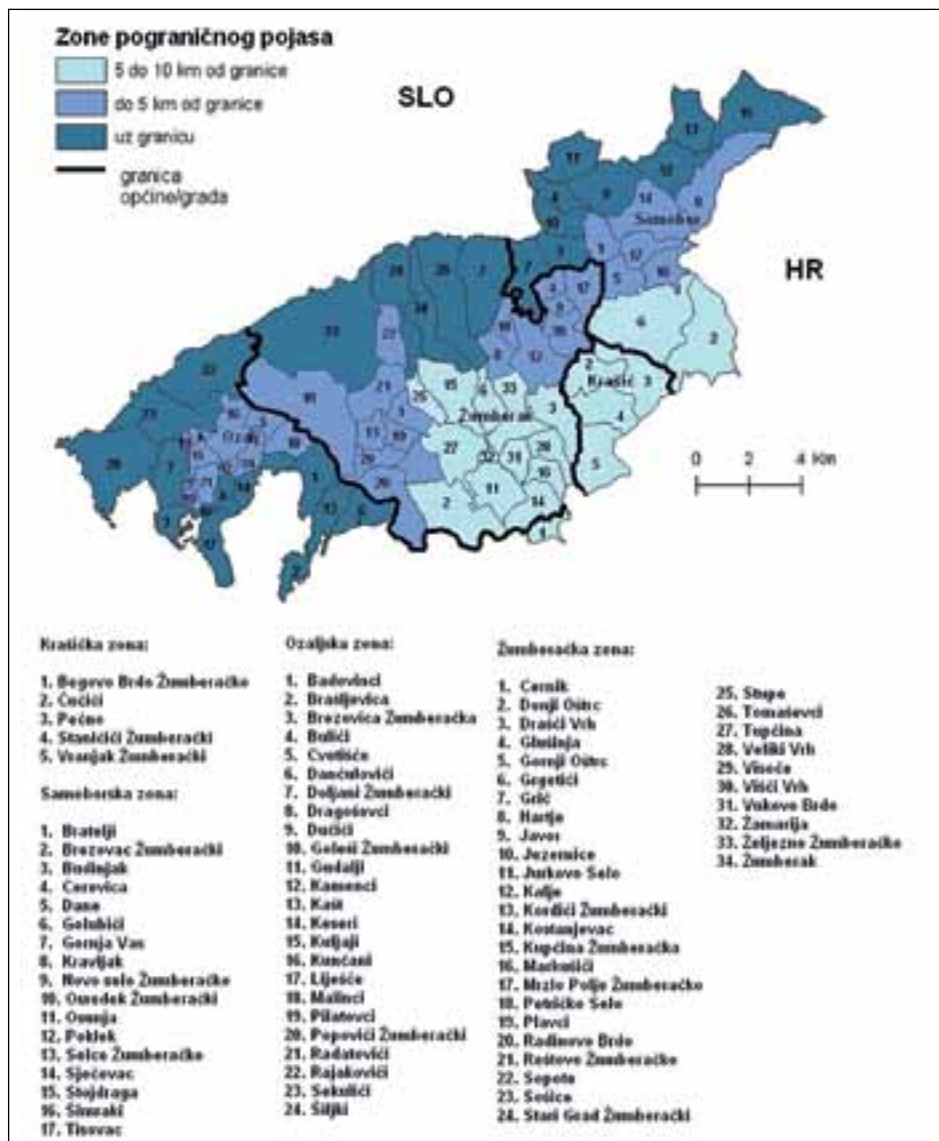 Zone pograničnog pojasa
5 do 10 km od granice
do 5 km od granice
uz granicu
granica
općine/grada
SLO
HR
Samobor
Krašić
Žumberak
Ozalj
0 2 4 Km
Krašićka zona:
1. Begovo Brdo Žumberačko
2. Čučići
3. Pečno
4. Staničići Žumberački
5. Vranjak Žumberački
Samoborska zona:
1. Bratelji
2. Brezovac Žumberački
3. Budinjak
4. Cerovica
5. Dane
6. Golubići
7. Gornja Vas
8. Kravljak
9. Novo selo Žumberačko
10. Osredek Žumberački
11. Osunja
12. Poklek
13. Selce Žumberačko
14. Sječevac
15. Stojdraga
16. Šimraki
17. Tisovac
Ozaljska zona:
1. Badovinci
2. Brašljevica
3. Brezovica Žumberačka
4. Bulići
5. Cvetišće
6. Dančulovići
7. Doljani Žumberački
8. Dragoševci
9. Dučići
10. Goleši Žumberački
11. Gudalji
12. Kamenci
13. Kašt
14. Keseri
15. Kuljaji
16. Kunčani
17. Liješće
18. Malinci
19. Pilatovci
20. Popovići Žumberački
21. Radatovići
22. Rajakovići
23. Sekulići
24. Šiljki
Žumberačka zona:
1. Cernik
2. Donji Oštrc
3. Drašći Vrh
4. Glušinja
5. Gornji Oštrc
6. Grgetići
7. Grič
8. Hartje
9. Javor
10. Jezernice
11. Jurkovo Selo
12. Kalje
13. Kordići Žumberački
14. Kostanjevac
15. Kupčina Žumberačka
16. Markušići
17. Mrzlo Polje Žumberačko
18. Petričko Selo
19. Plavci
20. Radinovo Brdo
21. Reštovo Žumberačko
22. Sopote
23. Sošice
24. Stari Grad Žumberački
25. Stupe
26. Tomaševci
27. Tupčina
28. Veliki Vrh
29. Visoće
30. Višći Vrh
31. Vukovo Brdo
32. Žamarija
33. Željezno Žumberačko
34. Žumberak